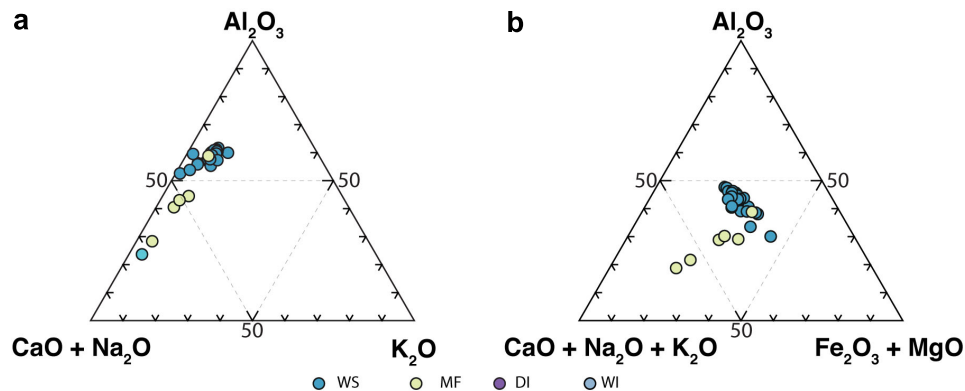 a
Al₂O₃
50 50
50
CaO + Na₂O K₂O
b
Al₂O₃
50 50
50
CaO + Na₂O + K₂O Fe₂O₃ + MgO
WS MF DI WI